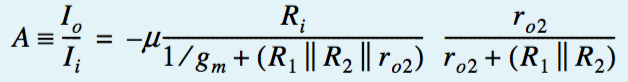 A ≡ I_o/I_i = −μ R_i/(1/g_m + (R_1 ∥ R_2 ∥ r_o2)) r_o2/(r_o2 + (R_1 ∥ R_2))